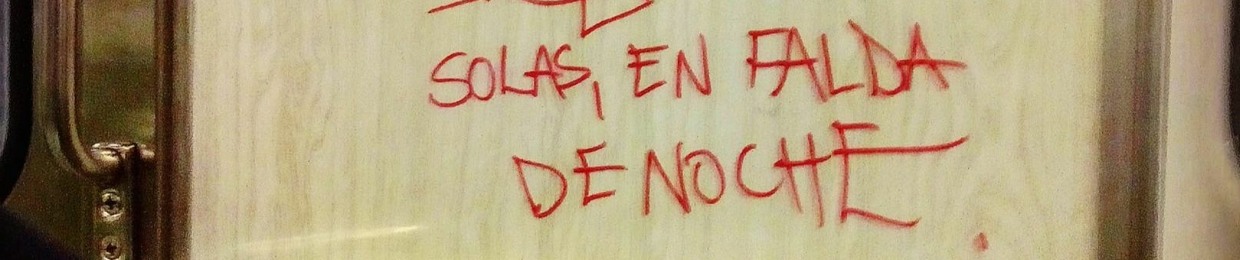 SOLAS, EN FALDA
DE NOCHE.